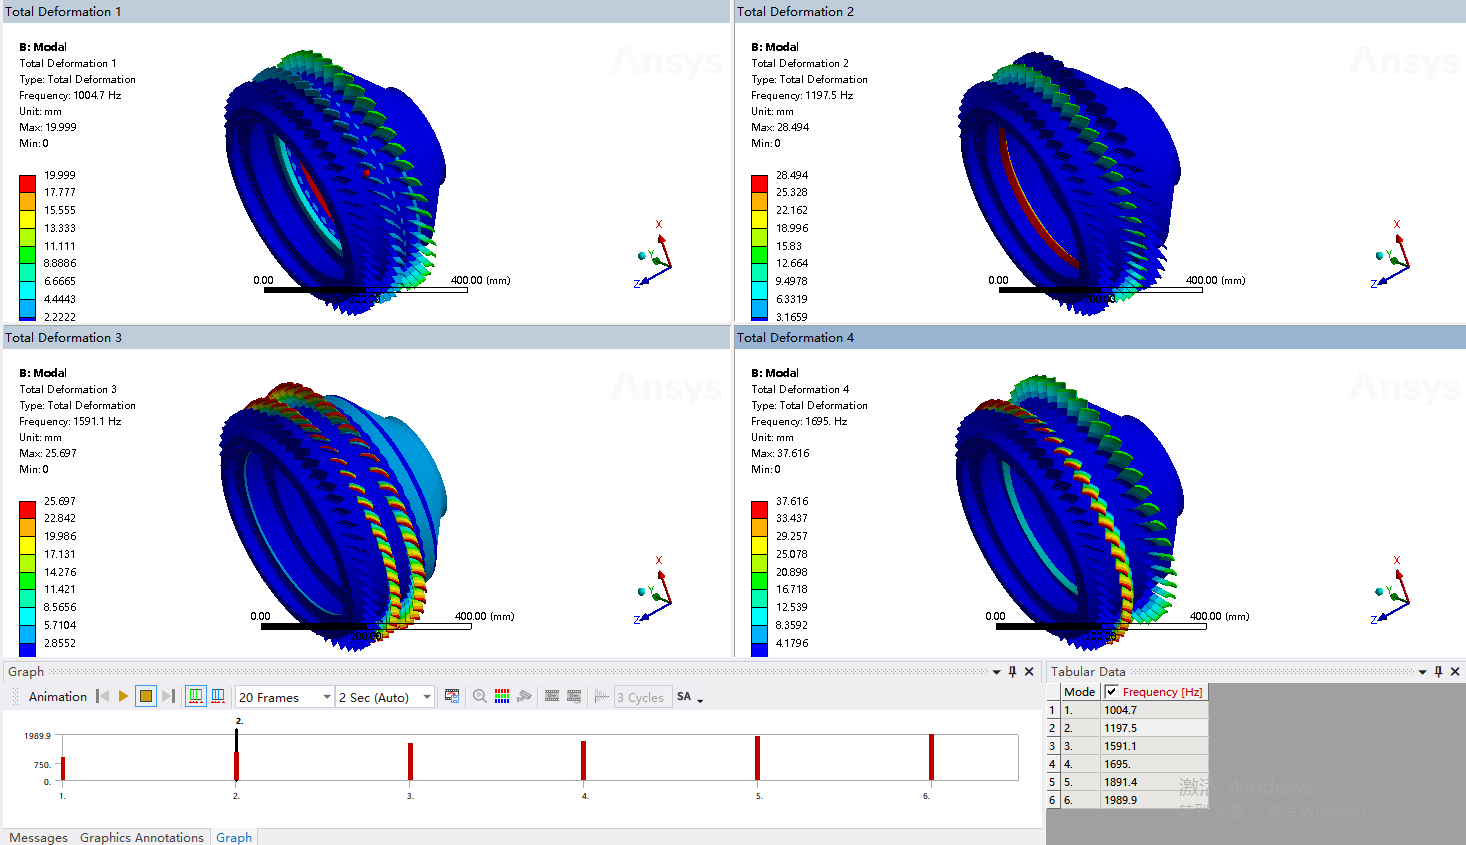 Total Deformation 1
B: Modal
Total Deformation 1
Type: Total Deformation
Frequency: 1004.7 Hz
Unit: mm
Max: 19.999
Min: 0
19.999
17.777
15.555
13.333
11.111
8.8886
6.6665
4.4443
2.2222
Ansys
0.00
400.00 (mm)
200.00
X
Y
Z
Total Deformation 2
B: Modal
Total Deformation 2
Type: Total Deformation
Frequency: 1197.5 Hz
Unit: mm
Max: 28.494
Min: 0
28.494
25.328
22.162
18.996
15.83
12.664
9.4978
6.3319
3.1659
Ansys
0.00
400.00 (mm)
200.00
X
Y
Z
Total Deformation 3
B: Modal
Total Deformation 3
Type: Total Deformation
Frequency: 1591.1 Hz
Unit: mm
Max: 25.697
Min: 0
25.697
22.842
19.986
17.131
14.276
11.421
8.5656
5.7104
2.8552
Ansys
0.00
400.00 (mm)
200.00
X
Y
Z
Total Deformation 4
B: Modal
Total Deformation 4
Type: Total Deformation
Frequency: 1695. Hz
Unit: mm
Max: 37.616
Min: 0
37.616
33.437
29.257
25.078
20.898
16.718
12.539
8.3592
4.1796
Ansys
0.00
400.00 (mm)
200.00
X
Y
Z
Graph
Animation
20 Frames
2 Sec (Auto)
3 Cycles
SA
2.
1989.9
750.
0.
1.
2.
3.
4.
5.
6.
Messages
Graphics Annotations
Graph
Tabular Data
Mode Frequency [Hz]
1 1. 1004.7
2 2. 1197.5
3 3. 1591.1
4 4. 1695.
5 5. 1891.4
6 6. 1989.9
激活 Windows
Windows